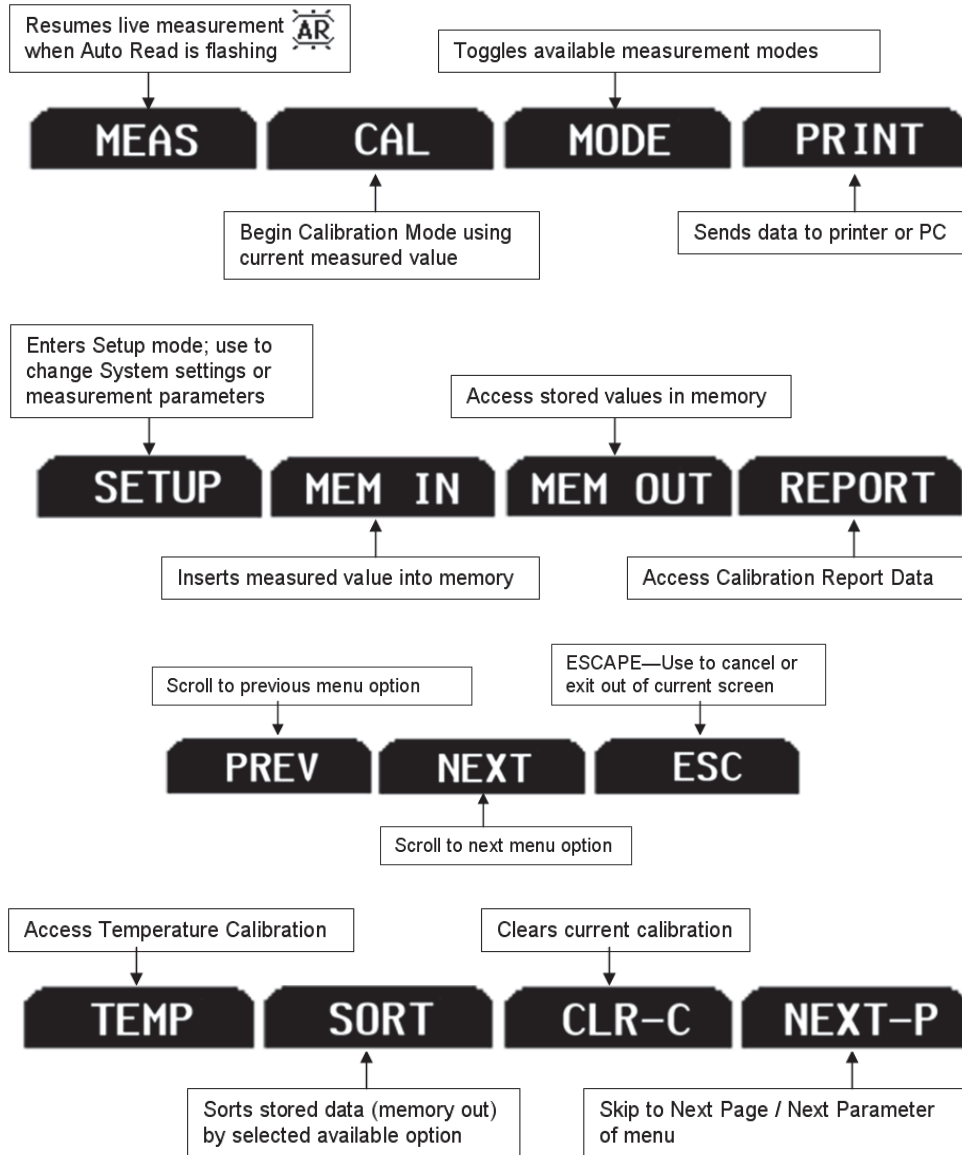 Resumes live measurement AR
when Auto Read is flashing
Toggles available measurement modes
MEAS
CAL
MODE
PRINT
Begin Calibration Mode using
current measured value
Sends data to printer or PC
Enters Setup mode; use to
change System settings or
measurement parameters
Access stored values in memory
SETUP
MEM IN
MEM OUT
REPORT
Inserts measured value into memory
Access Calibration Report Data
Scroll to previous menu option
ESCAPE—Use to cancel or
exit out of current screen
PREV
NEXT
ESC
Scroll to next menu option
Access Temperature Calibration
Clears current calibration
TEMP
SORT
CLR-C
NEXT-P
Sorts stored data (memory out)
by selected available option
Skip to Next Page / Next Parameter
of menu